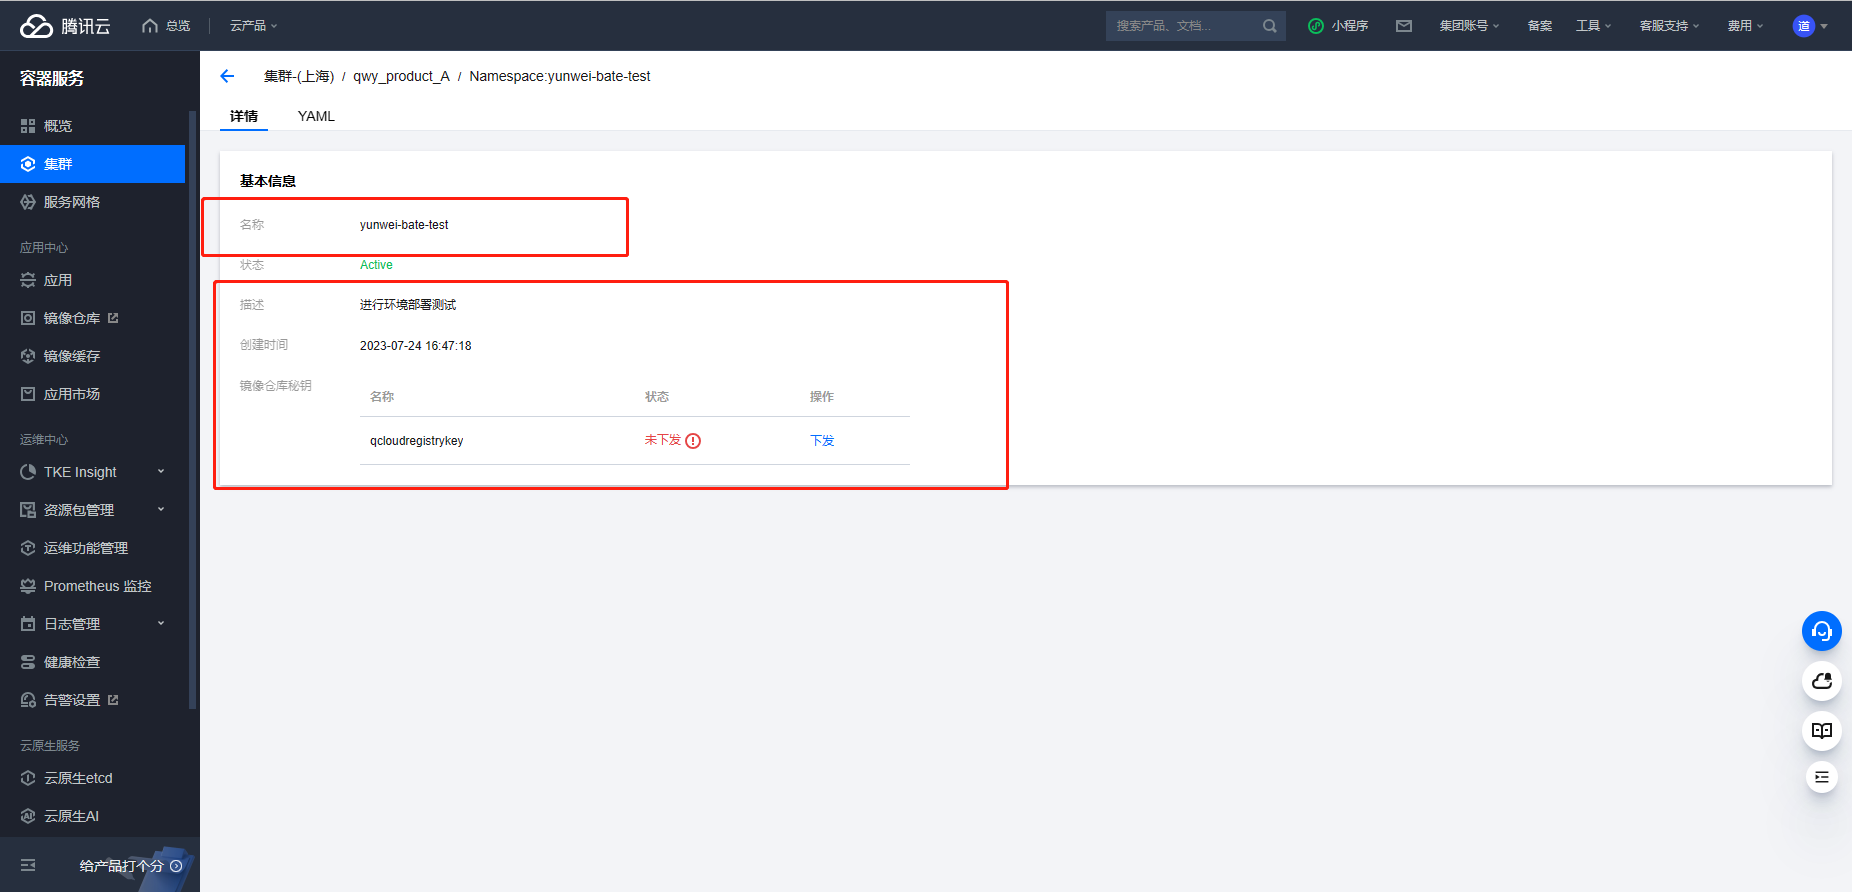 腾讯云 总览 云产品 搜索产品、文档... 小程序 集团账号 备案 工具 客服支持 费用 道
容器服务
概览
集群
服务网格
应用中心
应用
镜像仓库
镜像缓存
应用市场
运维中心
TKE Insight
资源包管理
运维功能管理
Prometheus 监控
日志管理
健康检查
告警设置
云原生服务
云原生etcd
云原生AI
给产品打个分
集群-(上海) / qwy_product_A / Namespace:yunwei-bate-test
详情 YAML
基本信息
名称 yunwei-bate-test
状态 Active
描述 进行环境部署测试
创建时间 2023-07-24 16:47:18
镜像仓库秘钥
名称 状态 操作
qcloudregistrykey 未下发 下发